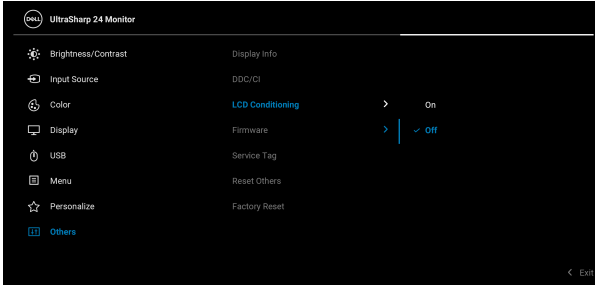 DELL UltraSharp 24 Monitor
Brightness/Contrast Display Info
Input Source DDC/CI
Color LCD Conditioning On
Display Firmware Off
USB Service Tag
Menu Reset Others
Personalize Factory Reset
Others
Exit